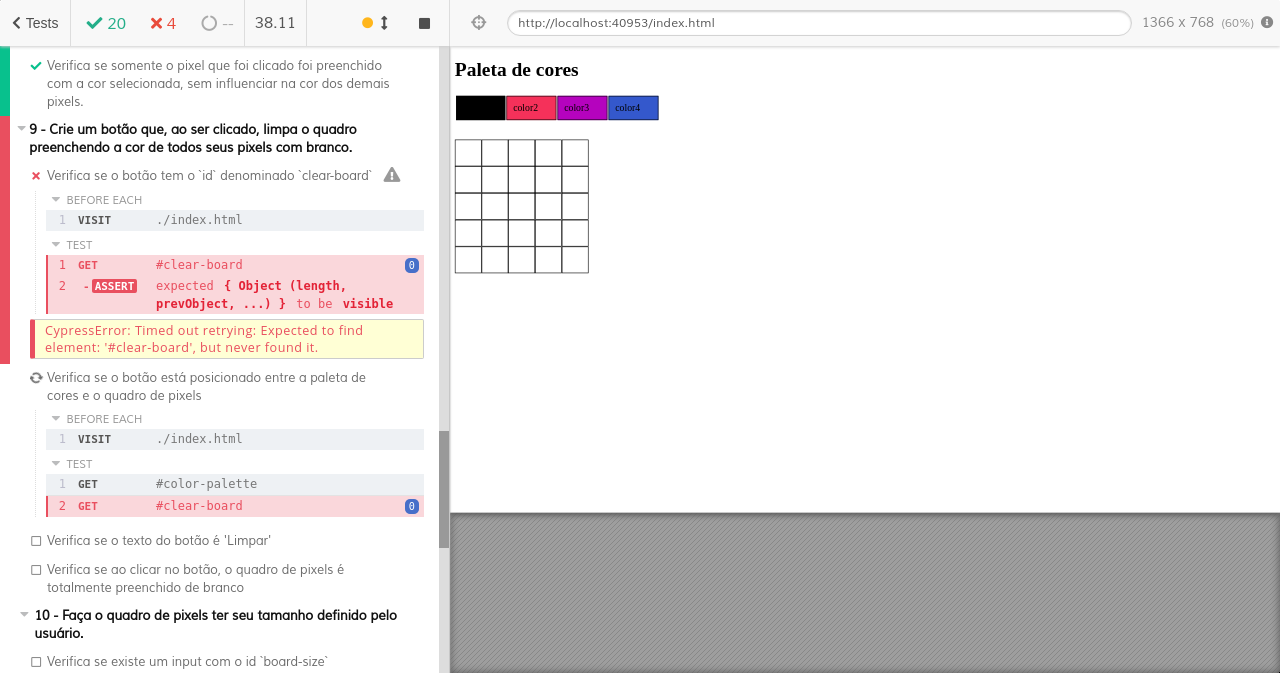 Tests 20 4 -- 38.11 http://localhost:40953/index.html 1366 x 768 (60%)
Verifica se somente o pixel que foi clicado foi preenchido
com a cor selecionada, sem influenciar na cor dos demais
pixels.
9 - Crie um botão que, ao ser clicado, limpa o quadro
preenchendo a cor de todos seus pixels com branco.
Verifica se o botão tem o `id` denominado `clear-board`
BEFORE EACH
1 VISIT ./index.html
TEST
1 GET #clear-board 0
2 -ASSERT expected { Object (length,
prevObject, ...) } to be visible
CypressError: Timed out retrying: Expected to find
element: '#clear-board', but never found it.
Verifica se o botão está posicionado entre a paleta de
cores e o quadro de pixels
BEFORE EACH
1 VISIT ./index.html
TEST
1 GET #color-palette
2 GET #clear-board 0
Verifica se o texto do botão é 'Limpar'
Verifica se ao clicar no botão, o quadro de pixels é
totalmente preenchido de branco
10 - Faça o quadro de pixels ter seu tamanho definido pelo
usuário.
Verifica se existe um input com o id `board-size`
Paleta de cores
color2 color3 color4